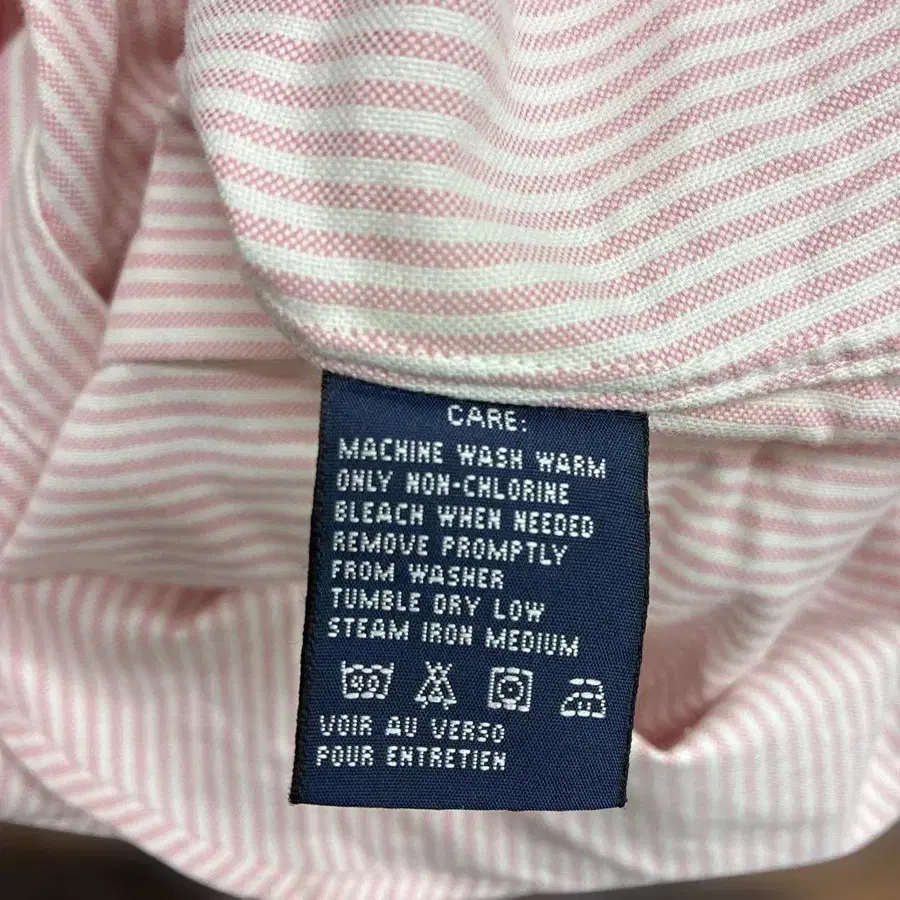 CARE:
MACHINE WASH WARM
ONLY NON-CHLORINE
BLEACH WHEN NEEDED
REMOVE PROMPTLY
FROM WASHER
TUMBLE DRY LOW
STEAM IRON MEDIUM
VOIR AU VERSO
POUR ENTRETIEN